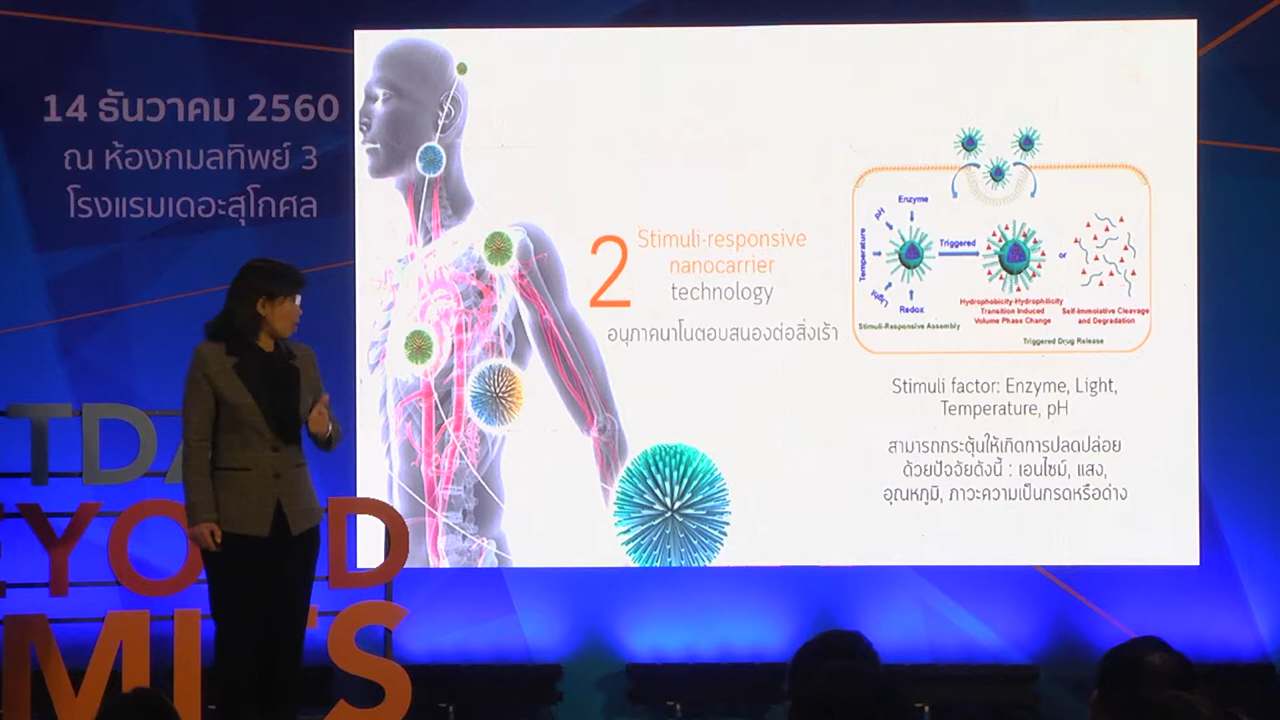 14 ธันวาคม 2560
ณ ห้องกมลทิพย์ 3
โรงแรมเดอะสุโกศล
2
Stimuli-responsive
nanocarrier
technology
อนุภาคนาโนตอบสนองต่อสิ่งเร้า
Enzyme
pH
Temperature
Light
Redox
Triggered
or
Stimuli-Responsive Assembly
Hydrophobicity-Hydrophilicity
Transition Induced
Volume Phase Change
Self-Immolative Cleavage
and Degradation
Triggered Drug Release
Stimuli factor: Enzyme, Light,
Temperature, pH
สามารถกระตุ้นให้เกิดการปลดปล่อย
ด้วยปัจจัยดังนี้ : เอนไซม์, แสง,
อุณหภูมิ, ภาวะความเป็นกรดหรือด่าง
TDA